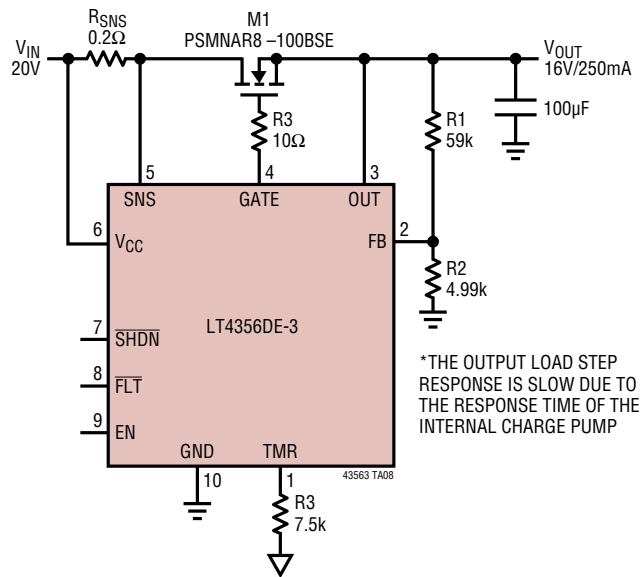 RSNS
0.2Ω
VIN
20V
M1
PSMNAR8 –100BSE
VOUT
16V/250mA
100µF
R1
59k
R3
10Ω
5
4
3
SNS
GATE
OUT
6
VCC
2
FB
R2
4.99k
LT4356DE-3
7
SHDN
8
FLT
9
EN
GND
TMR
10
1
43563 TA08
R3
7.5k
*THE OUTPUT LOAD STEP
RESPONSE IS SLOW DUE TO
THE RESPONSE TIME OF THE
INTERNAL CHARGE PUMP